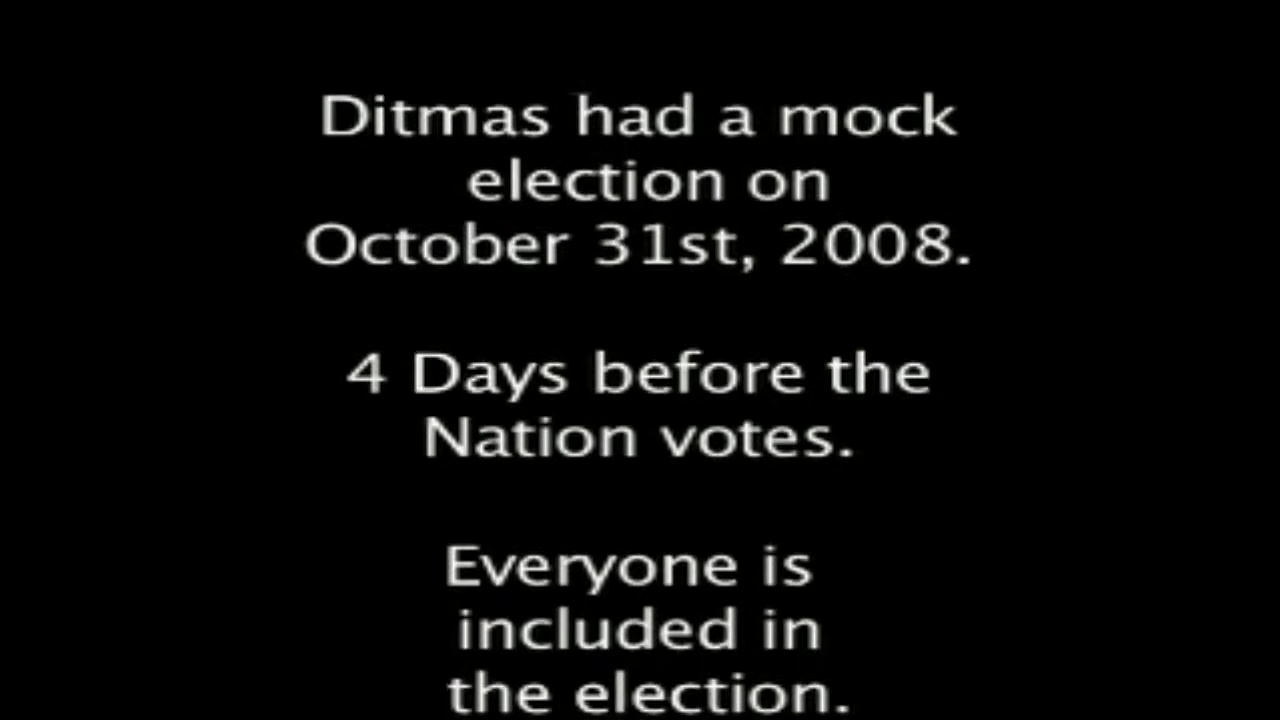 Ditmas had a mock
election on
October 31st, 2008.
4 Days before the
Nation votes.
Everyone is
included in
the election.